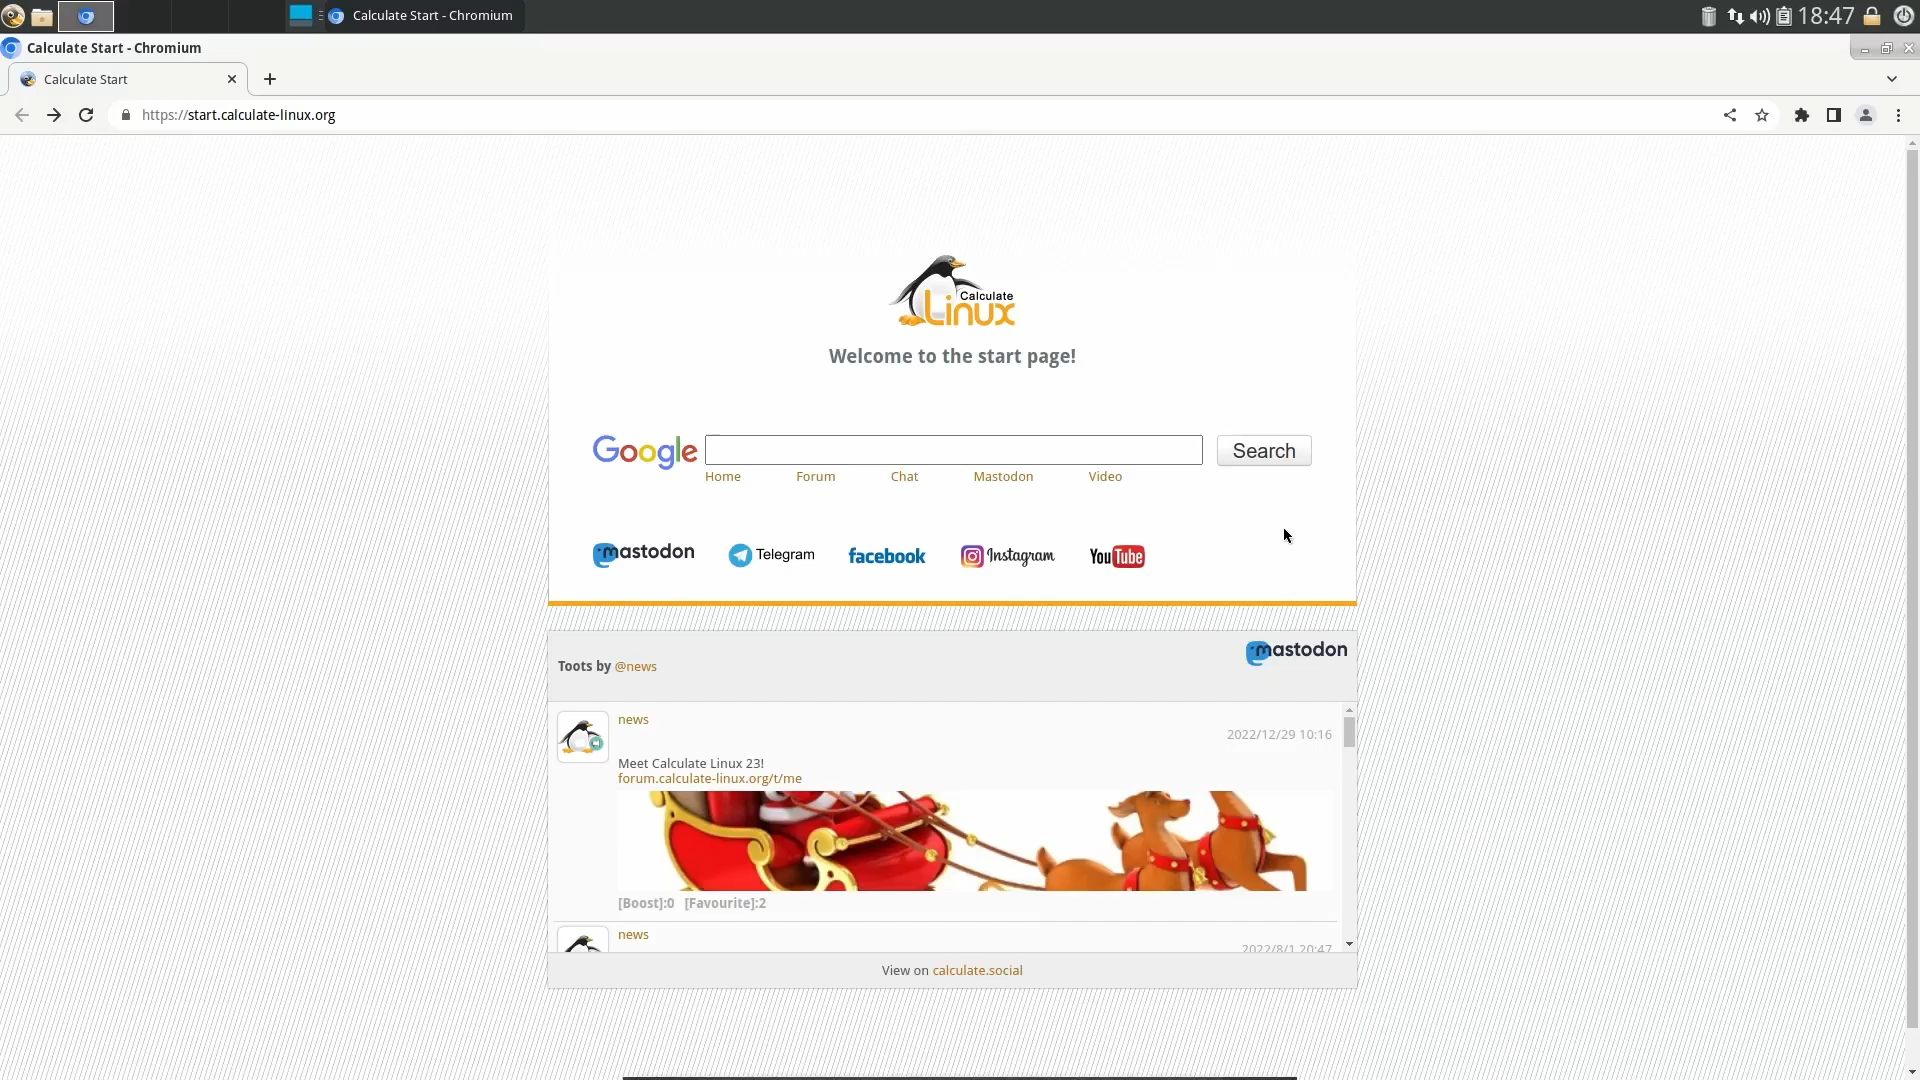 Calculate Start - Chromium
18:47
Calculate Start - Chromium
Calculate Start
https://start.calculate-linux.org
Calculate
Linux
Welcome to the start page!
Google
Search
Home Forum Chat Mastodon Video
mastodon Telegram facebook Instagram YouTube
mastodon
Toots by @news
news
2022/12/29 10:16
Meet Calculate Linux 23!
forum.calculate-linux.org/t/me
[Boost]:0 [Favourite]:2
news
2022/8/1 20:47
View on calculate.social